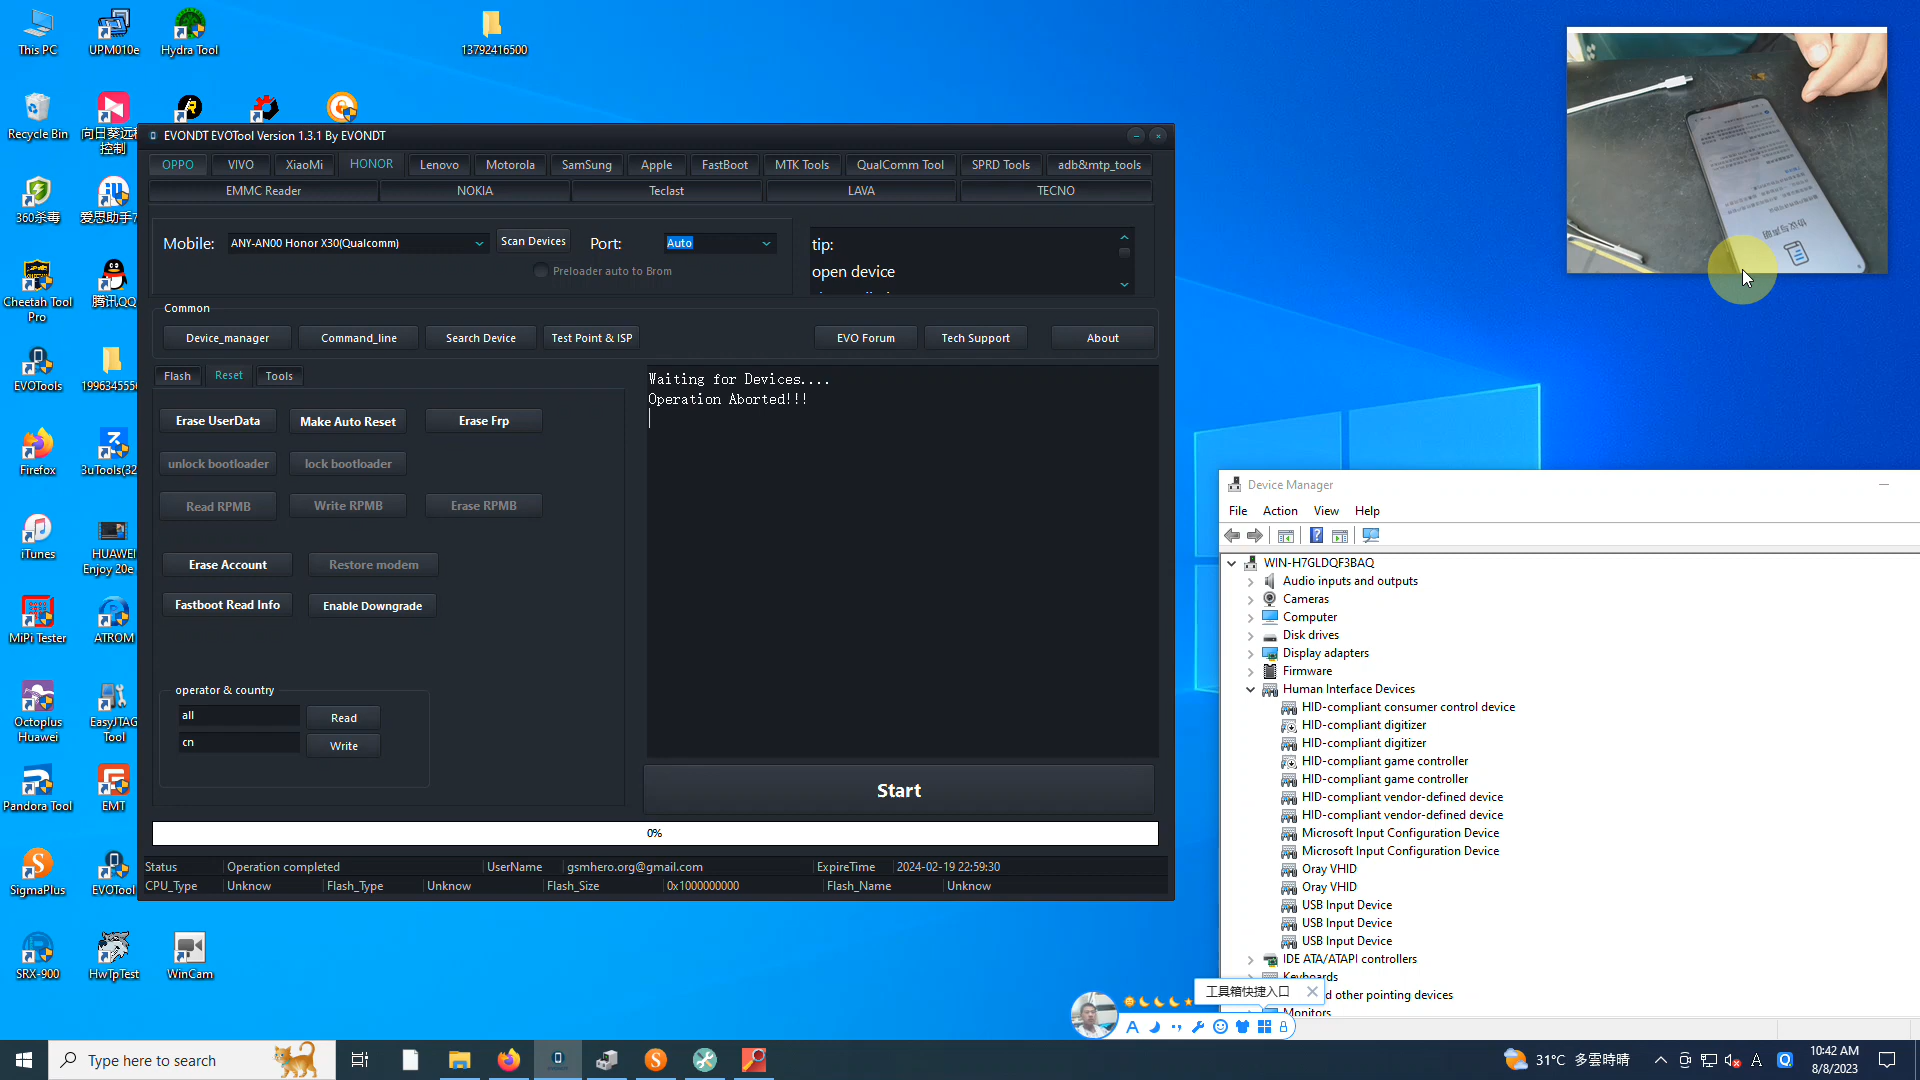 This PC
UPM010e
Hydra Tool
13792416500
Recycle Bin
向日葵远程
控制
360杀毒
爱思助手7
Cheetah Tool
Pro
腾讯QQ
EVOTools
1996345556
Firefox
3uTools(32
iTunes
HUAWEI
Enjoy 20e
MiPi Tester
ATROM
Octoplus
Huawei
EasyJTAG
Tool
Pandora Tool
EMT
SigmaPlus
EVOTool
SRX-900
HwTpTest
WinCam
EVONDT EVOTool Version 1.3.1 By EVONDT
OPPO
VIVO
XiaoMi
HONOR
Lenovo
Motorola
SamSung
Apple
FastBoot
MTK Tools
QualComm Tool
SPRD Tools
adb&mtp_tools
EMMC Reader
NOKIA
Teclast
LAVA
TECNO
Mobile:
ANY-AN00 Honor X30(Qualcomm)
Scan Devices
Port:
Auto
Preloader auto to Brom
tip:
open device
Common
Device_manager
Command_line
Search Device
Test Point & ISP
EVO Forum
Tech Support
About
Flash
Reset
Tools
Erase UserData
Make Auto Reset
Erase Frp
unlock bootloader
lock bootloader
Read RPMB
Write RPMB
Erase RPMB
Erase Account
Restore modem
Fastboot Read Info
Enable Downgrade
operator & country
all
Read
cn
Write
Waiting for Devices....
Operation Aborted!!!
Start
0%
Status
Operation completed
UserName
gsmhero.org@gmail.com
ExpireTime
2024-02-19 22:59:30
CPU_Type
Unknow
Flash_Type
Unknow
Flash_Size
0x1000000000
Flash_Name
Unknow
协议与声明
Device Manager
File Action View Help
WIN-H7GLDQF3BAQ
Audio inputs and outputs
Cameras
Computer
Disk drives
Display adapters
Firmware
Human Interface Devices
HID-compliant consumer control device
HID-compliant digitizer
HID-compliant digitizer
HID-compliant game controller
HID-compliant game controller
HID-compliant vendor-defined device
HID-compliant vendor-defined device
Microsoft Input Configuration Device
Microsoft Input Configuration Device
Oray VHID
Oray VHID
USB Input Device
USB Input Device
USB Input Device
IDE ATA/ATAPI controllers
Keyboards
d other pointing devices
Monitors
工具箱快捷入口
Type here to search
31°C 多雲時晴
A
10:42 AM
8/8/2023